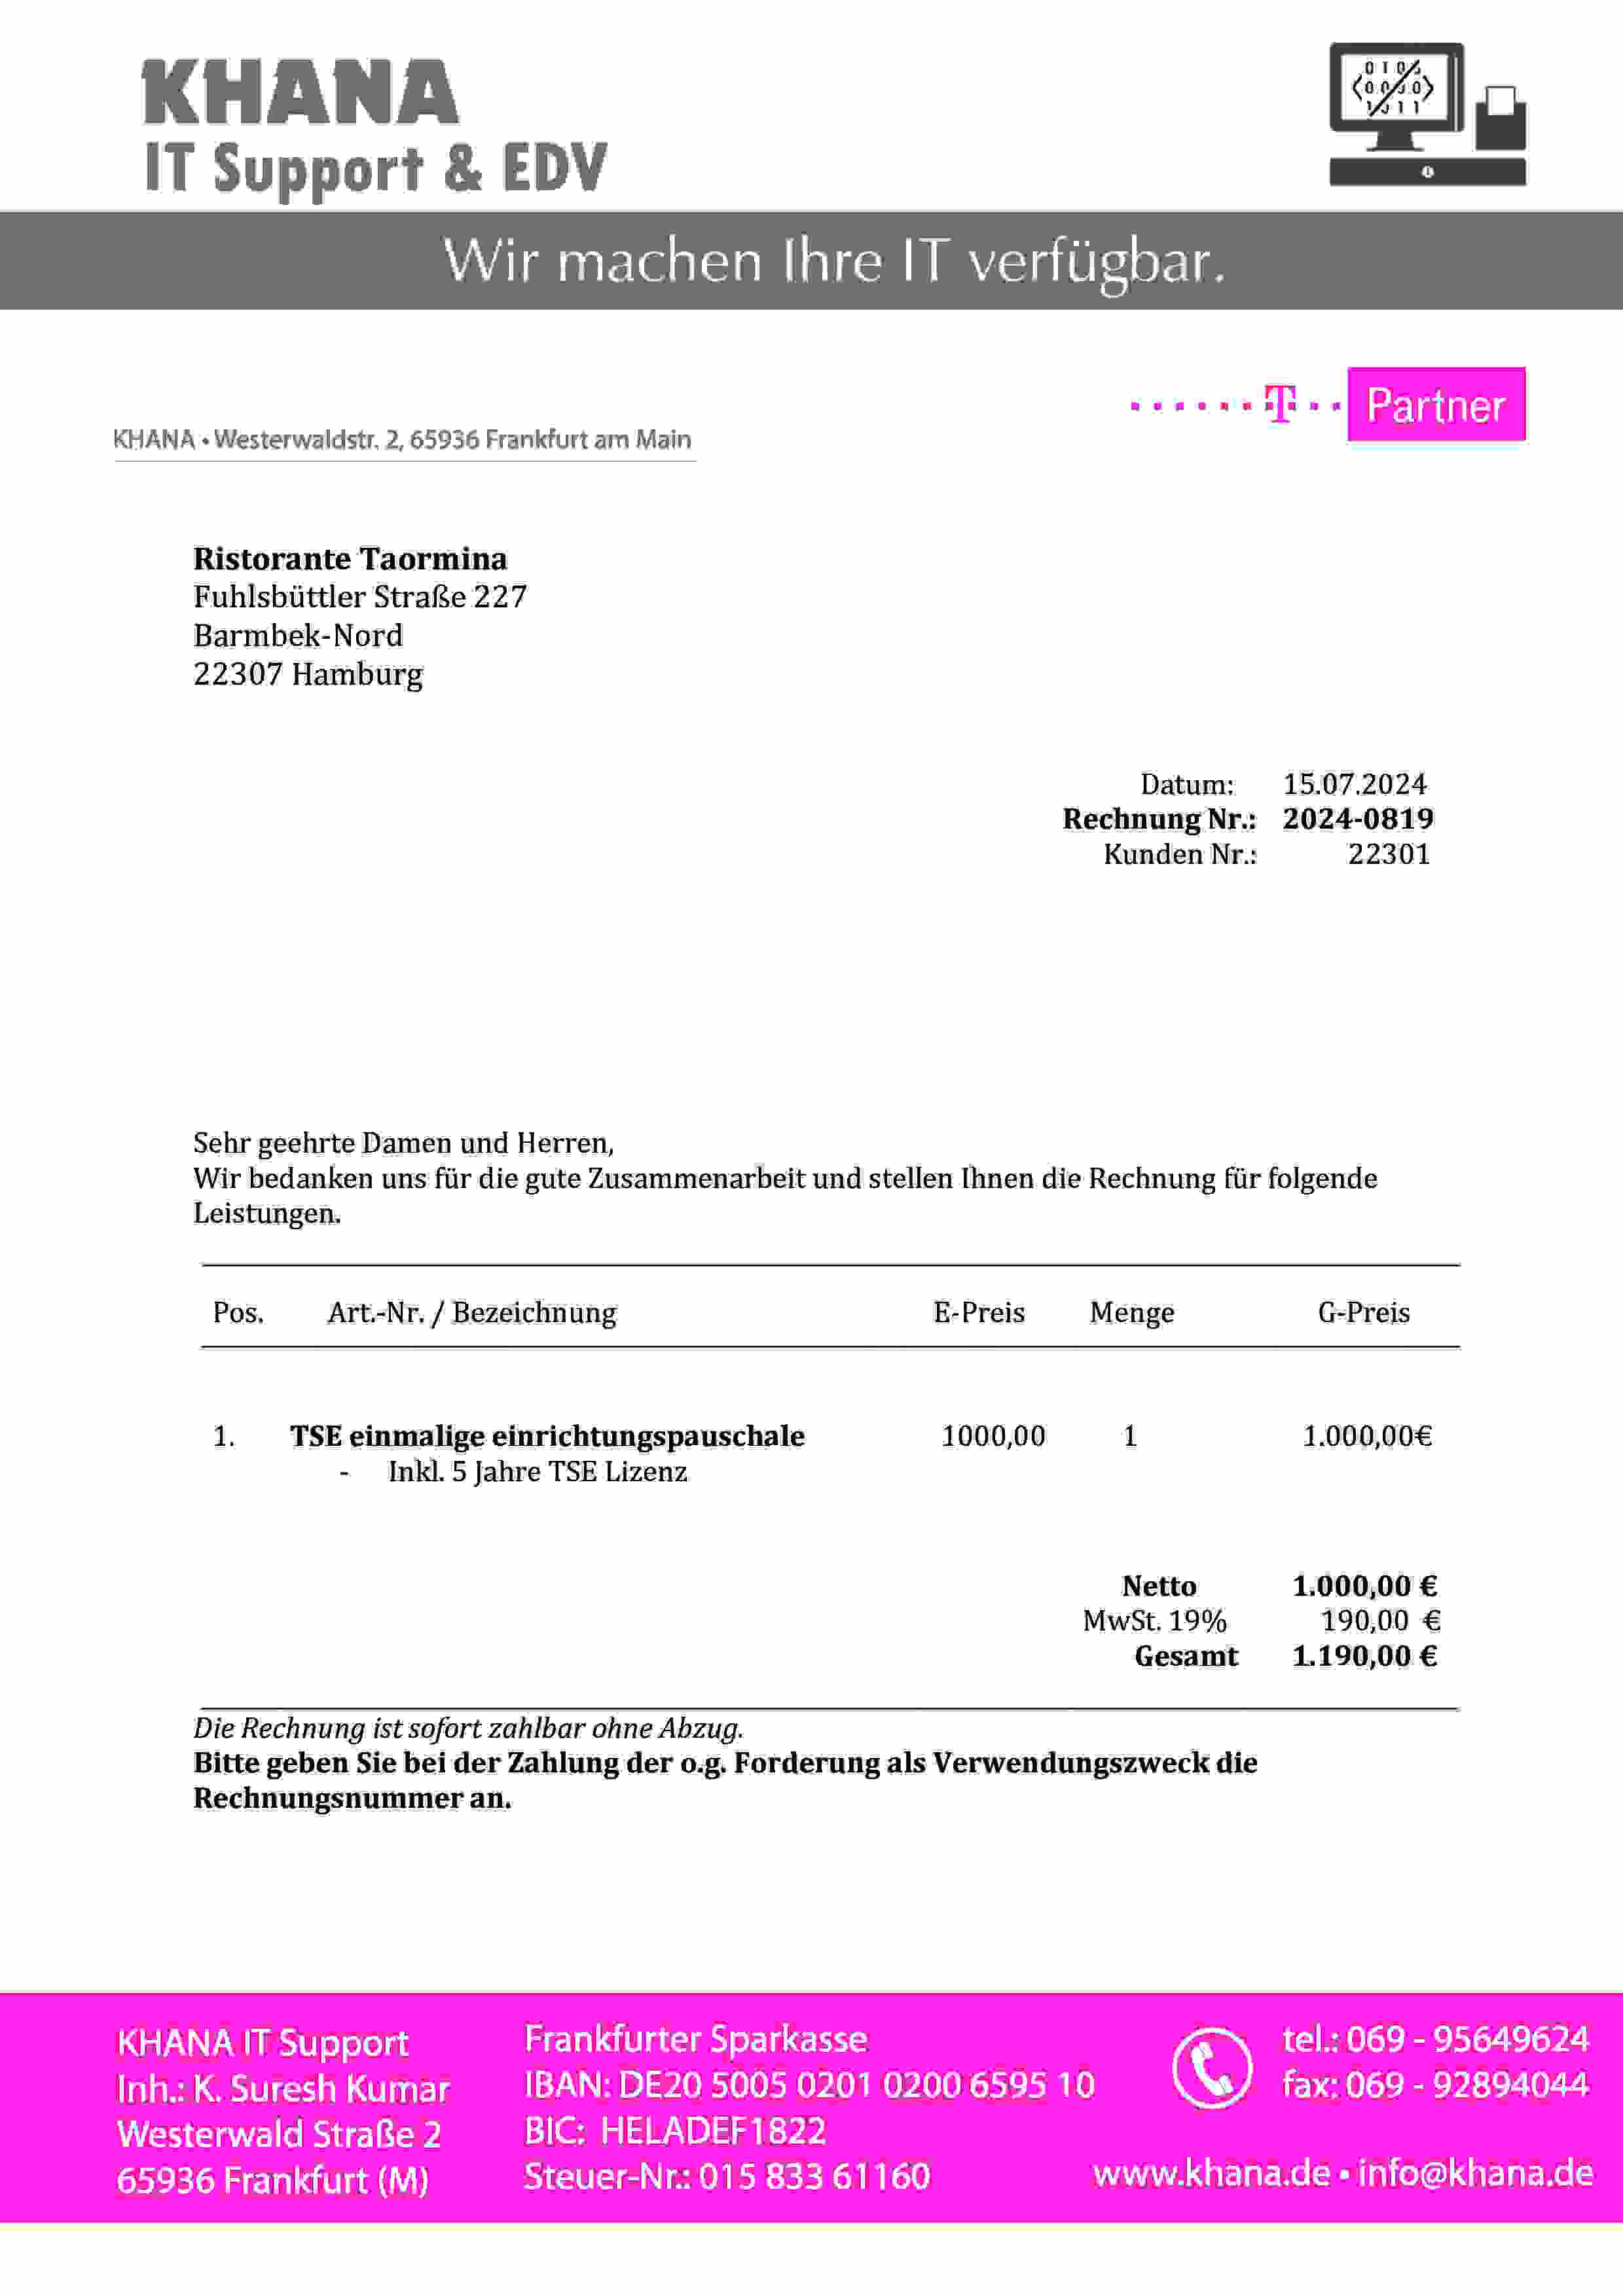 KHANA
IT Support & EDV
Wir machen Ihre IT verfügbar.
T Partner
KHANA • Westerwaldstr. 2, 65936 Frankfurt am Main
Ristorante Taormina
Fuhlsbüttler Straße 227
Barmbek-Nord
22307 Hamburg
Datum: 15.07.2024
Rechnung Nr.: 2024-0819
Kunden Nr.: 22301
Sehr geehrte Damen und Herren,
Wir bedanken uns für die gute Zusammenarbeit und stellen Ihnen die Rechnung für folgende
Leistungen.
Pos. Art.-Nr. / Bezeichnung E-Preis Menge G-Preis
1. TSE einmalige einrichtungspauschale 1000,00 1 1.000,00€
- Inkl. 5 Jahre TSE Lizenz
Netto 1.000,00 €
MwSt. 19% 190,00 €
Gesamt 1.190,00 €
Die Rechnung ist sofort zahlbar ohne Abzug.
Bitte geben Sie bei der Zahlung der o.g. Forderung als Verwendungszweck die
Rechnungsnummer an.
KHANA IT Support
Inh.: K. Suresh Kumar
Westerwald Straße 2
65936 Frankfurt (M)
Frankfurter Sparkasse
IBAN: DE20 5005 0201 0200 6595 10
BIC: HELADEF1822
Steuer-Nr.: 015 833 61160
tel.: 069 - 95649624
fax: 069 - 92894044
www.khana.de • info@khana.de